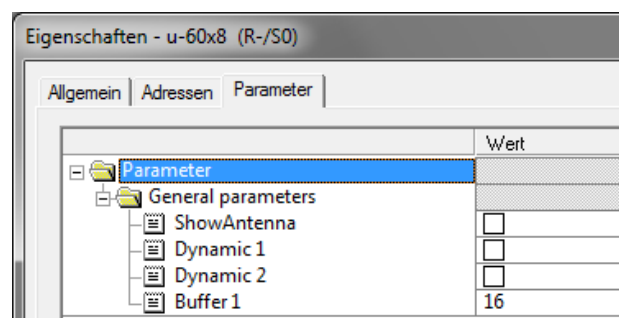 Eigenschaften - u-60x8 (R-/S0)
Allgemein Adressen Parameter
Wert
Parameter
General parameters
ShowAntenna
Dynamic 1
Dynamic 2
Buffer 1 16